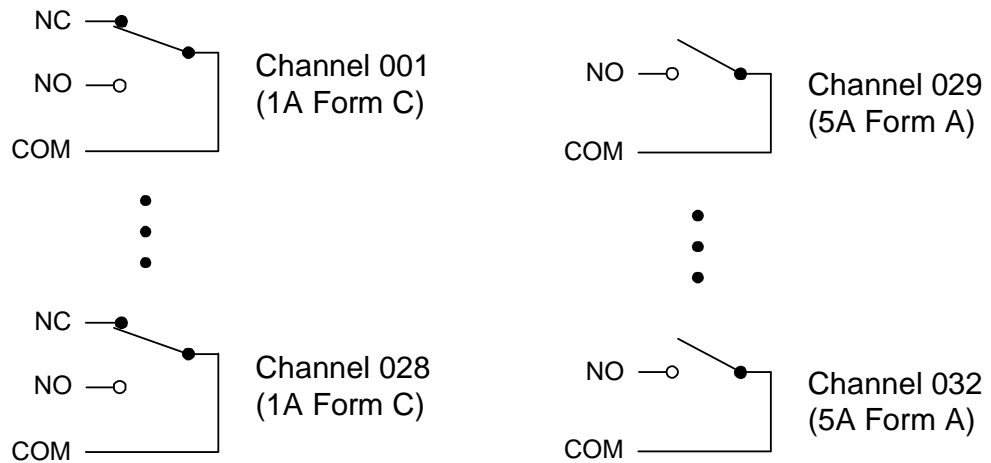 NC
NO
COM
Channel 001
(1A Form C)
NO
COM
Channel 029
(5A Form A)
NC
NO
COM
Channel 028
(1A Form C)
NO
COM
Channel 032
(5A Form A)